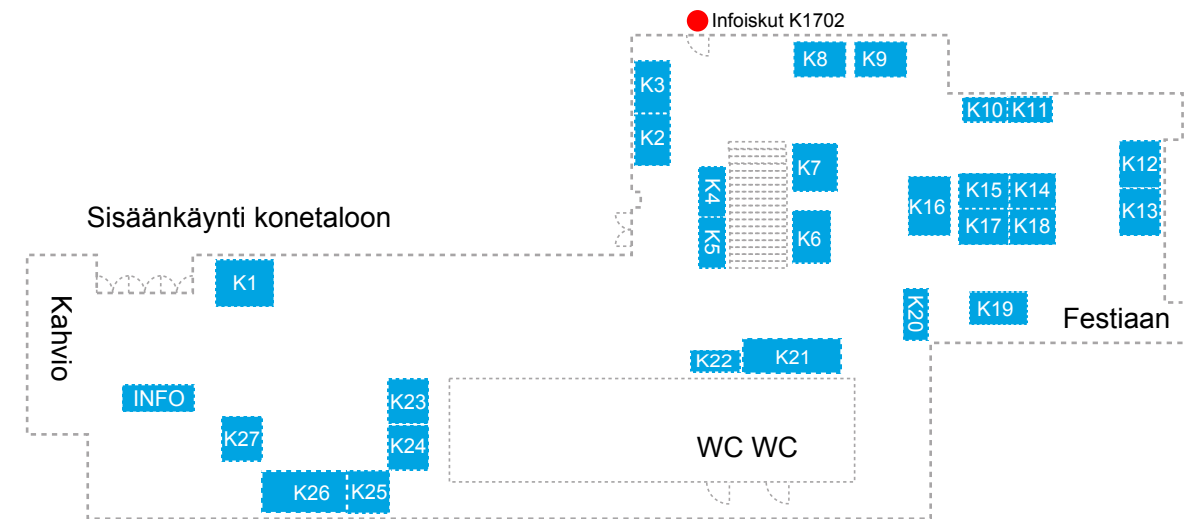 Infoiskut K1702
K8
K9
K3
K2
K10
K11
K7
K4
K5
K6
K12
K13
K15
K14
K16
K17
K18
K19
K20
Festiaan
Sisäänkäynti konetaloon
K1
Kahvio
INFO
K22
K21
K23
K24
K27
K26
K25
WC WC